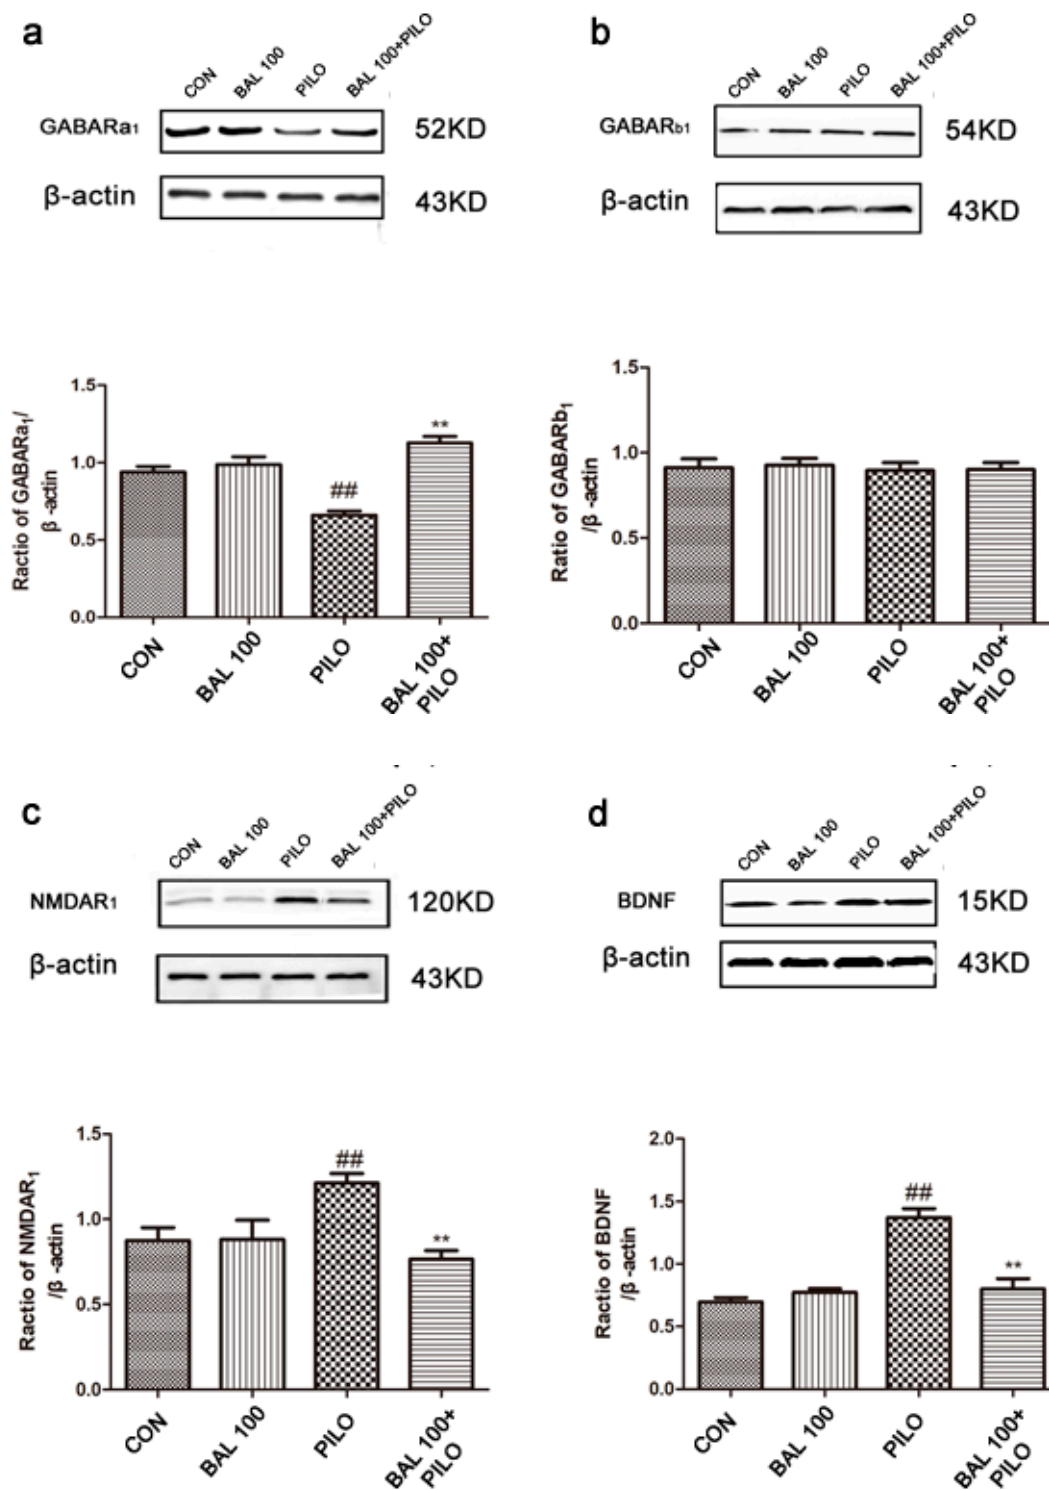 a
CON BAL 100 PILO BAL 100+PILO
GABARa1 52KD
β-actin 43KD
Ractio of GABARa1/
β -actin
1.5
1.0
0.5
0.0
##
**
CON BAL 100 PILO BAL 100+
PILO
b
CON BAL 100 PILO BAL 100+PILO
GABARb1 54KD
β-actin 43KD
Ratio of GABARb1
/β -actin
1.5
1.0
0.5
0.0
CON BAL 100 PILO BAL 100+
PILO
c
CON BAL 100 PILO BAL 100+PILO
NMDAR1 120KD
β-actin 43KD
Ractio of NMDAR1
/β -actin
1.5
1.0
0.5
0.0
##
**
CON BAL 100 PILO BAL 100+
PILO
d
CON BAL 100 PILO BAL 100+PILO
BDNF 15KD
β-actin 43KD
Ractio of BDNF
/β -actin
2.0
1.5
1.0
0.5
0.0
##
**
CON BAL 100 PILO BAL 100+
PILO